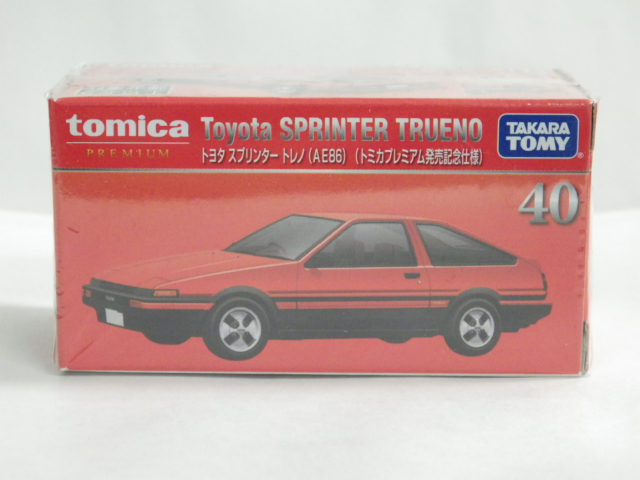 tomica
PREMIUM
Toyota SPRINTER TRUENO
トヨタ スプリンター トレノ(AE86)(トミカプレミアム発売記念仕様)
TAKARA TOMY
40